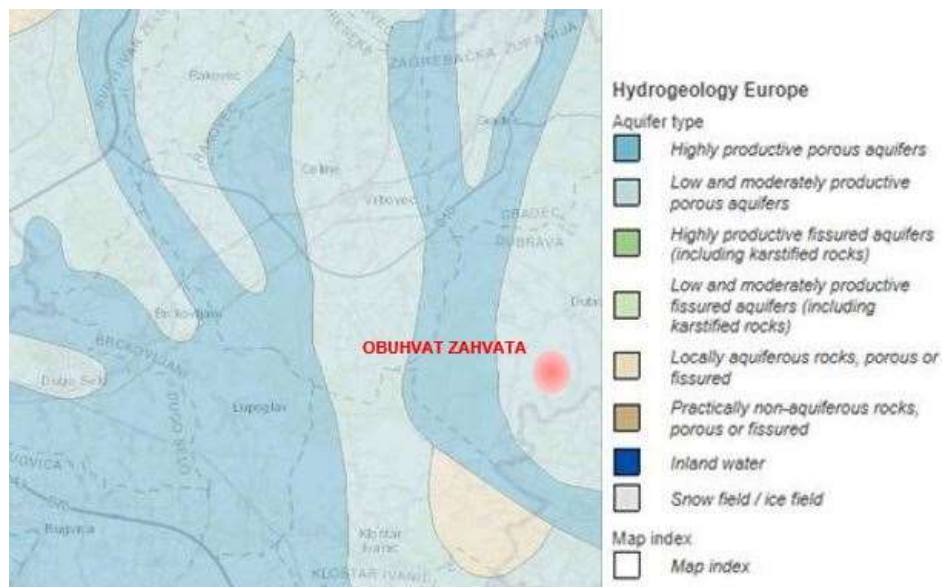 ZAGREBAČKA ŽUPANIJA
Rakovec
RAKOVEC
Vrbovec
GRADEC
DUBRAVA
Brckovljani
BRCKOVLJANI
OBUHVAT ZAHVATA
Dugo Selo
DUGO SELO
Lupoglav
Rugvica
Kloštar
Ivanić
KLOŠTAR IVANIĆ
Hydrogeology Europe
Aquifer type
Highly productive porous aquifers
Low and moderately productive
porous aquifers
Highly productive fissured aquifers
(including karstified rocks)
Low and moderately productive
fissured aquifers (including
karstified rocks)
Locally aquiferous rocks, porous or
fissured
Practically non-aquiferous rocks,
porous or fissured
Inland water
Snow field / ice field
Map index
Map index